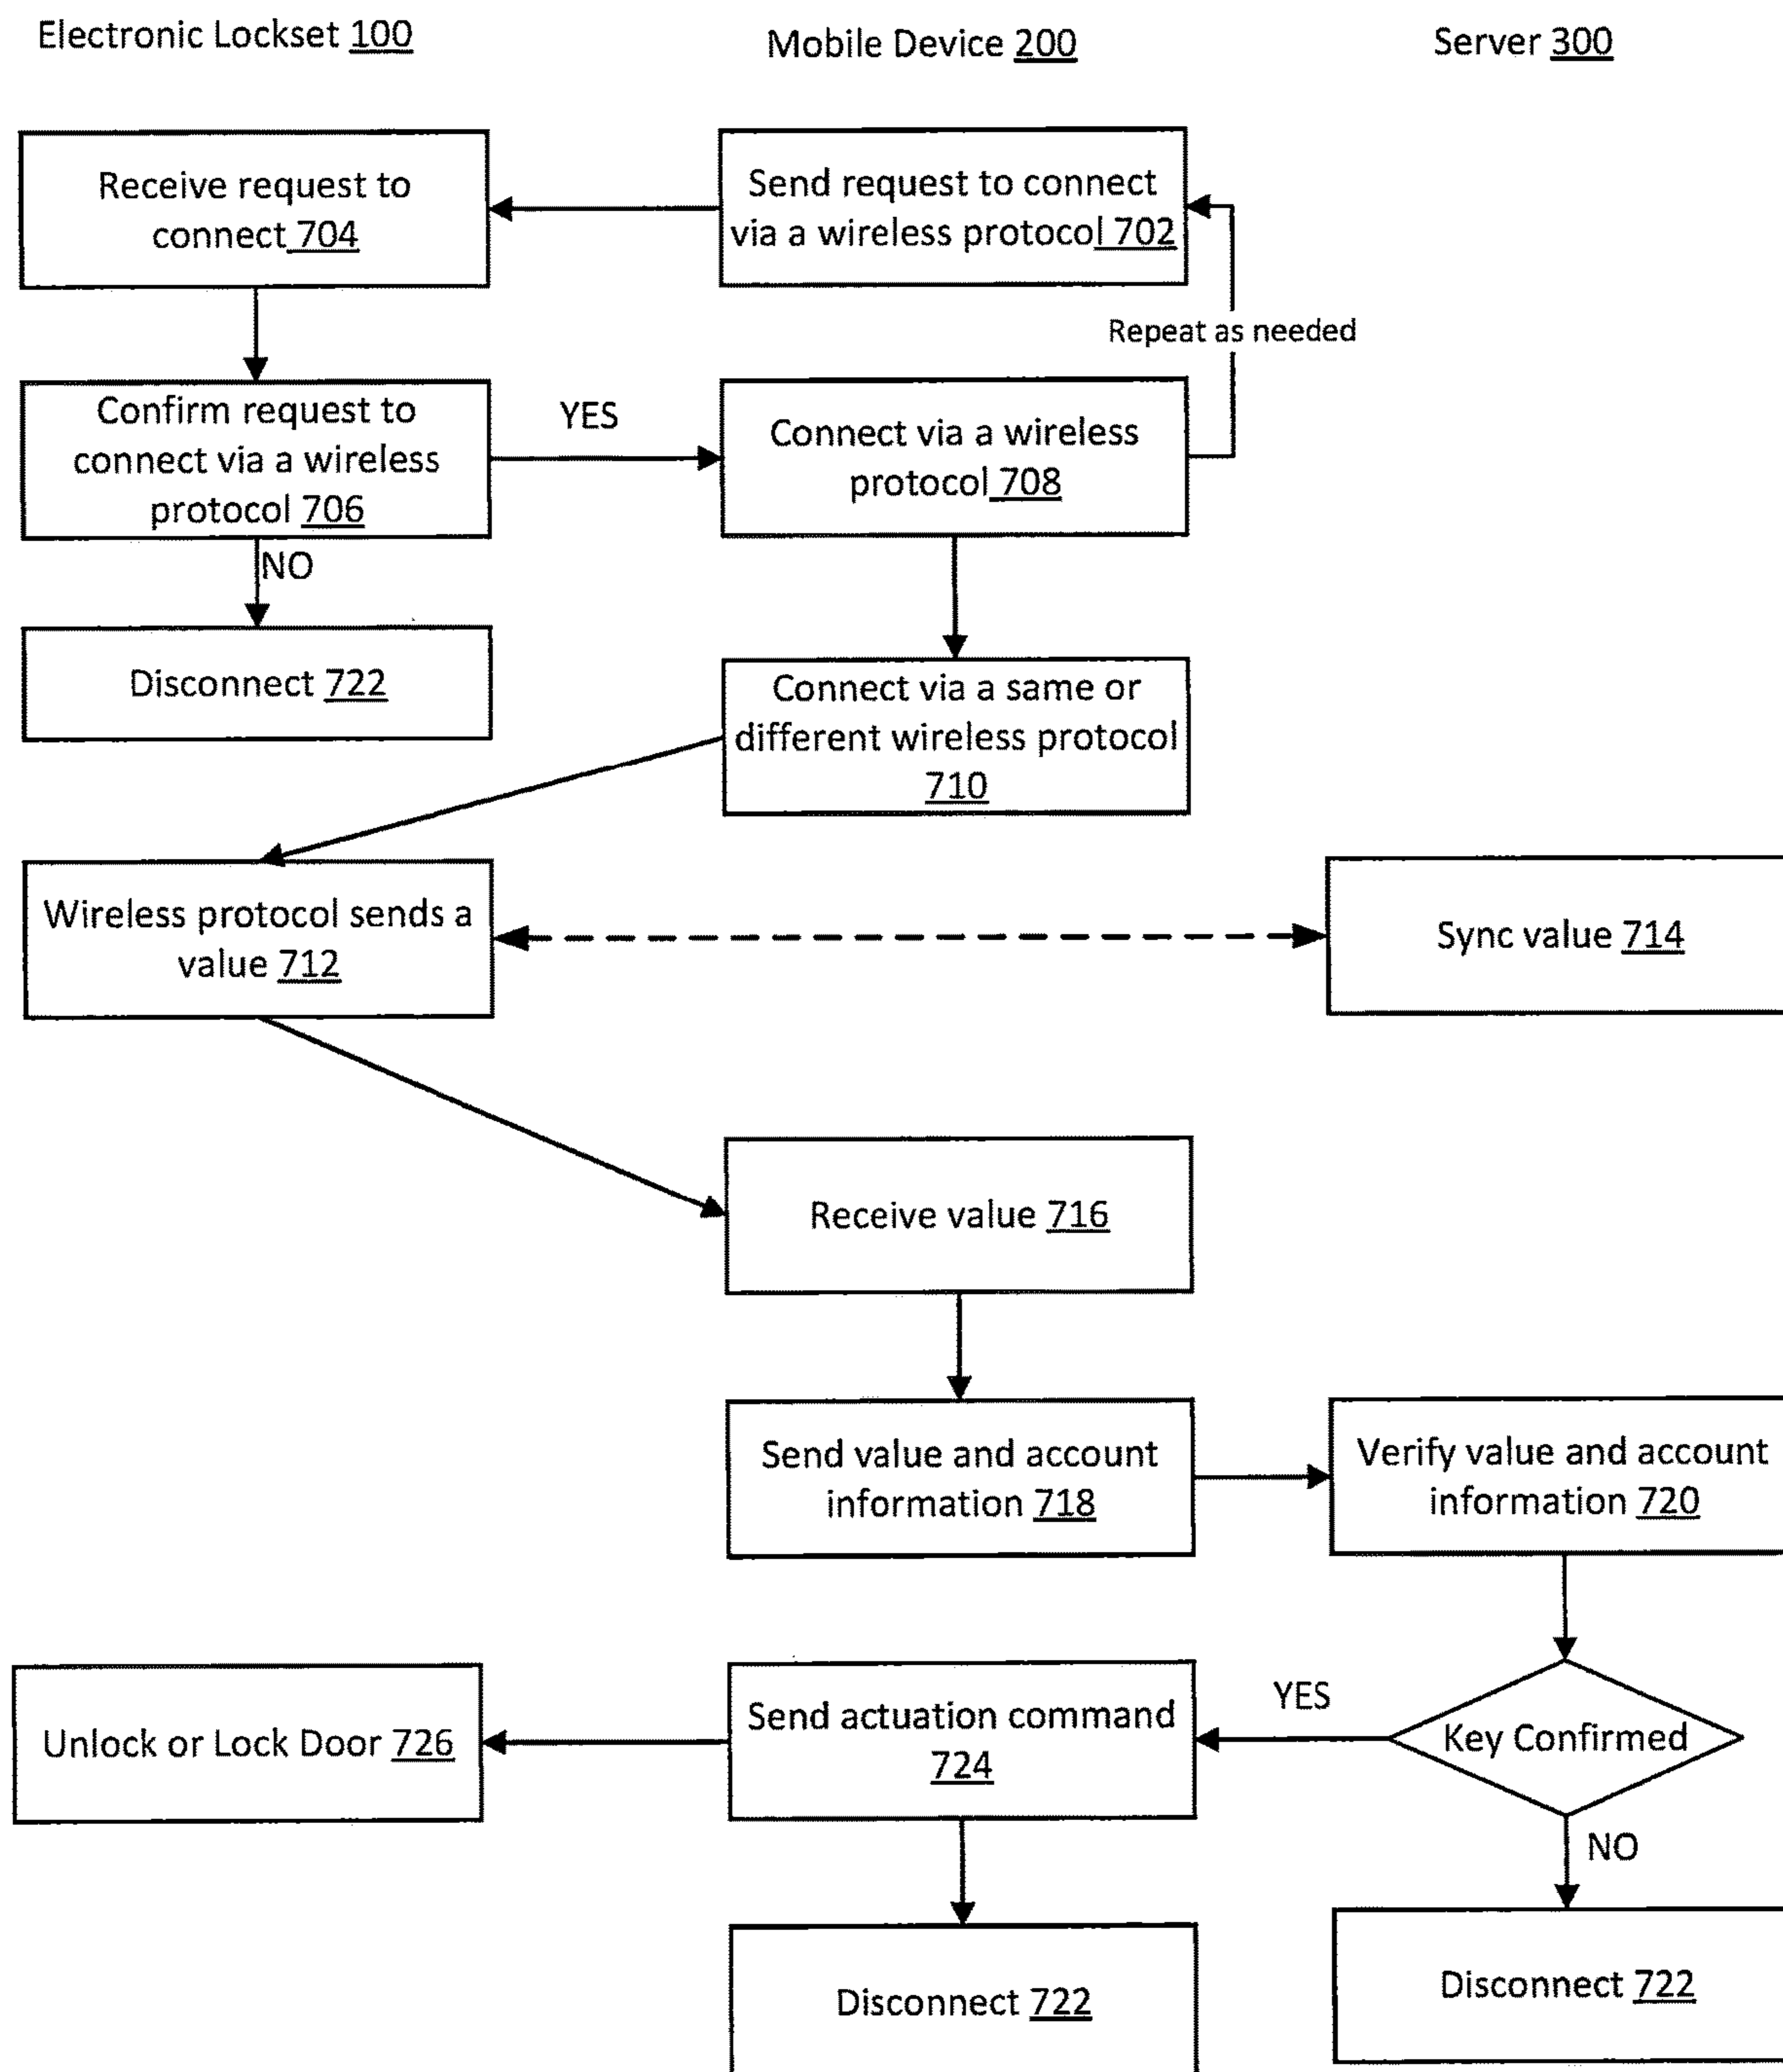 Electronic Lockset 100
Mobile Device 200
Server 300
Receive request to
connect 704
Send request to connect
via a wireless protocol 702
Repeat as needed
Confirm request to
connect via a wireless
protocol 706
YES
Connect via a wireless
protocol 708
NO
Disconnect 722
Connect via a same or
different wireless protocol
710
Wireless protocol sends a
value 712
Sync value 714
Receive value 716
Send value and account
information 718
Verify value and account
information 720
Unlock or Lock Door 726
Send actuation command
724
YES
Key Confirmed
NO
Disconnect 722
Disconnect 722